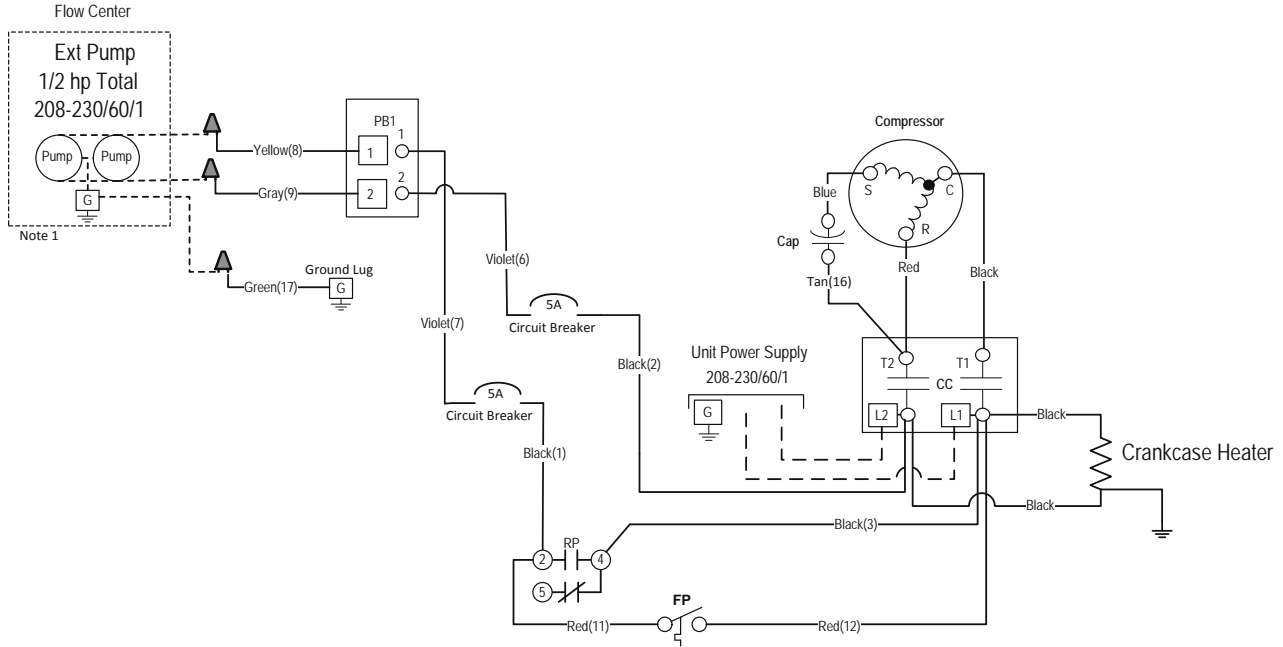 Flow Center
Ext Pump
1/2 hp Total
208-230/60/1
Pump
Pump
G
Note 1
Yellow(8)
Gray(9)
Green(17)
Ground Lug
G
PB1
1
1
2
2
Violet(6)
Violet(7)
5A
Circuit Breaker
5A
Circuit Breaker
Black(2)
Black(1)
Unit Power Supply
208-230/60/1
G
Compressor
S
C
R
Blue
Cap
Tan(16)
Red
Black
T2
T1
CC
L2
L1
Black
Crankcase Heater
Black
Black(3)
RP
2
4
5
FP
Red(11)
Red(12)